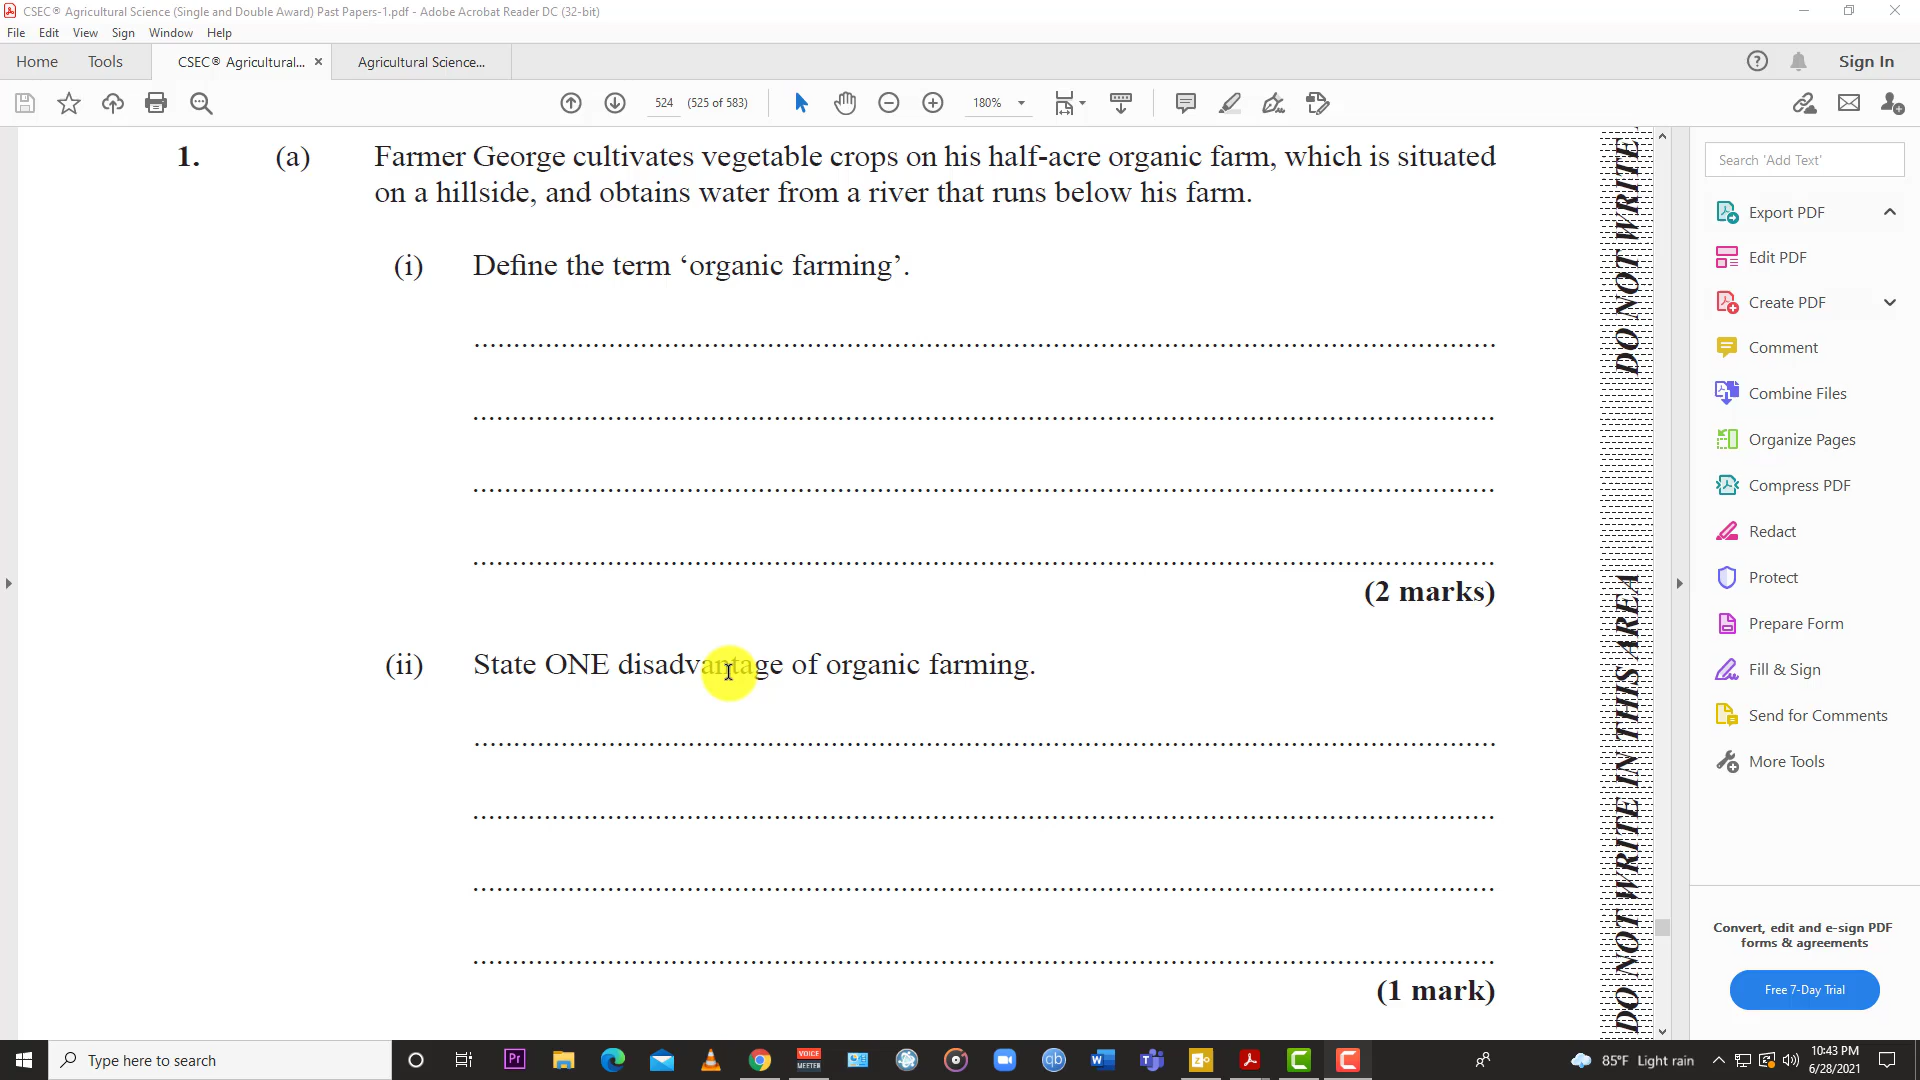 CSEC® Agricultural Science (Single and Double Award) Past Papers-1.pdf - Adobe Acrobat Reader DC (32-bit)
File Edit View Sign Window Help
Home Tools CSEC® Agricultural... × Agricultural Science... Sign In
524 (525 of 583) 180%
1. (a) Farmer George cultivates vegetable crops on his half-acre organic farm, which is situated
on a hillside, and obtains water from a river that runs below his farm.
(i) Define the term ‘organic farming’.
(2 marks)
(ii) State ONE disadvantage of organic farming.
(1 mark)
DO NOT WRITE
DO NOT WRITE IN THIS AREA
Search 'Add Text'
Export PDF
Edit PDF
Create PDF
Comment
Combine Files
Organize Pages
Compress PDF
Redact
Protect
Prepare Form
Fill & Sign
Send for Comments
More Tools
Convert, edit and e-sign PDF
forms & agreements
Free 7-Day Trial
Type here to search
Pr
VOICE
MEETER
qb
85°F Light rain
10:43 PM
6/28/2021